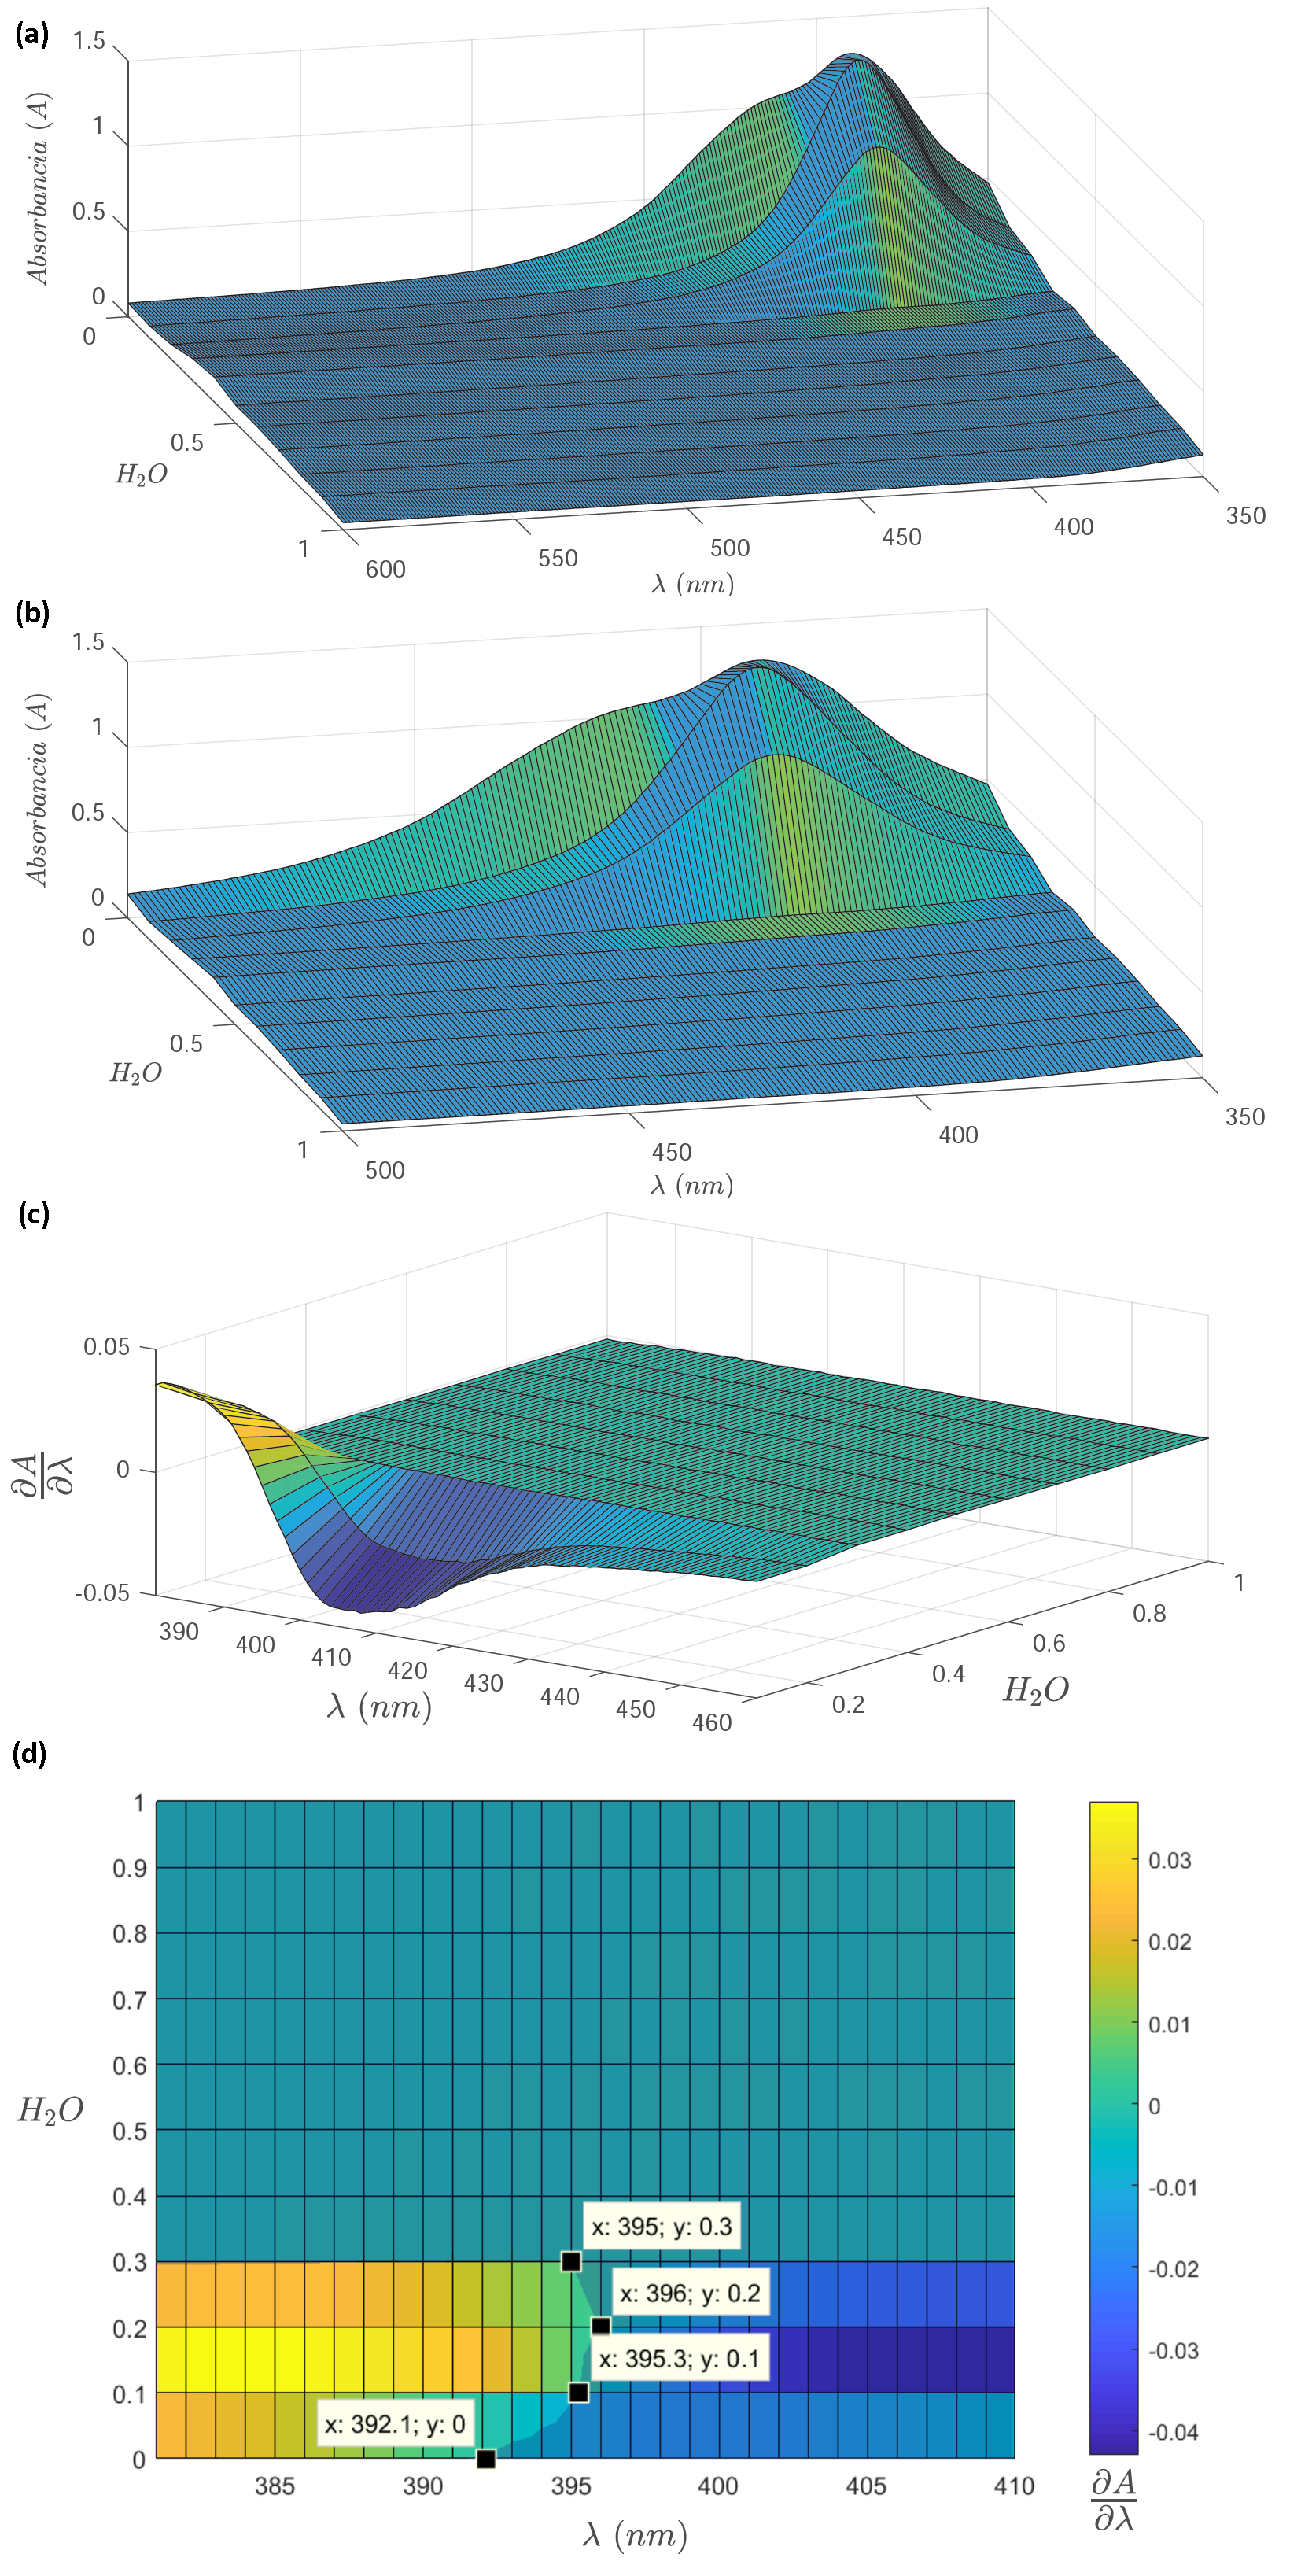 (a)
1.5
1
0.5
0
Absorbancia (A)
0
0.5
1
H₂O
600
550
500
450
400
350
λ (nm)
(b)
1.5
1
0.5
0
Absorbancia (A)
0
0.5
1
H₂O
500
450
400
350
λ (nm)
(c)
0.05
0
-0.05
∂A
∂λ
390
400
410
420
430
440
450
460
λ (nm)
0.2
0.4
0.6
0.8
1
H₂O
(d)
1
0.9
0.8
0.7
0.6
0.5
0.4
0.3
0.2
0.1
0
H₂O
x: 395; y: 0.3
x: 396; y: 0.2
x: 395.3; y: 0.1
x: 392.1; y: 0
385
390
395
400
405
410
λ (nm)
0.03
0.02
0.01
0
-0.01
-0.02
-0.03
-0.04
∂A
∂λ